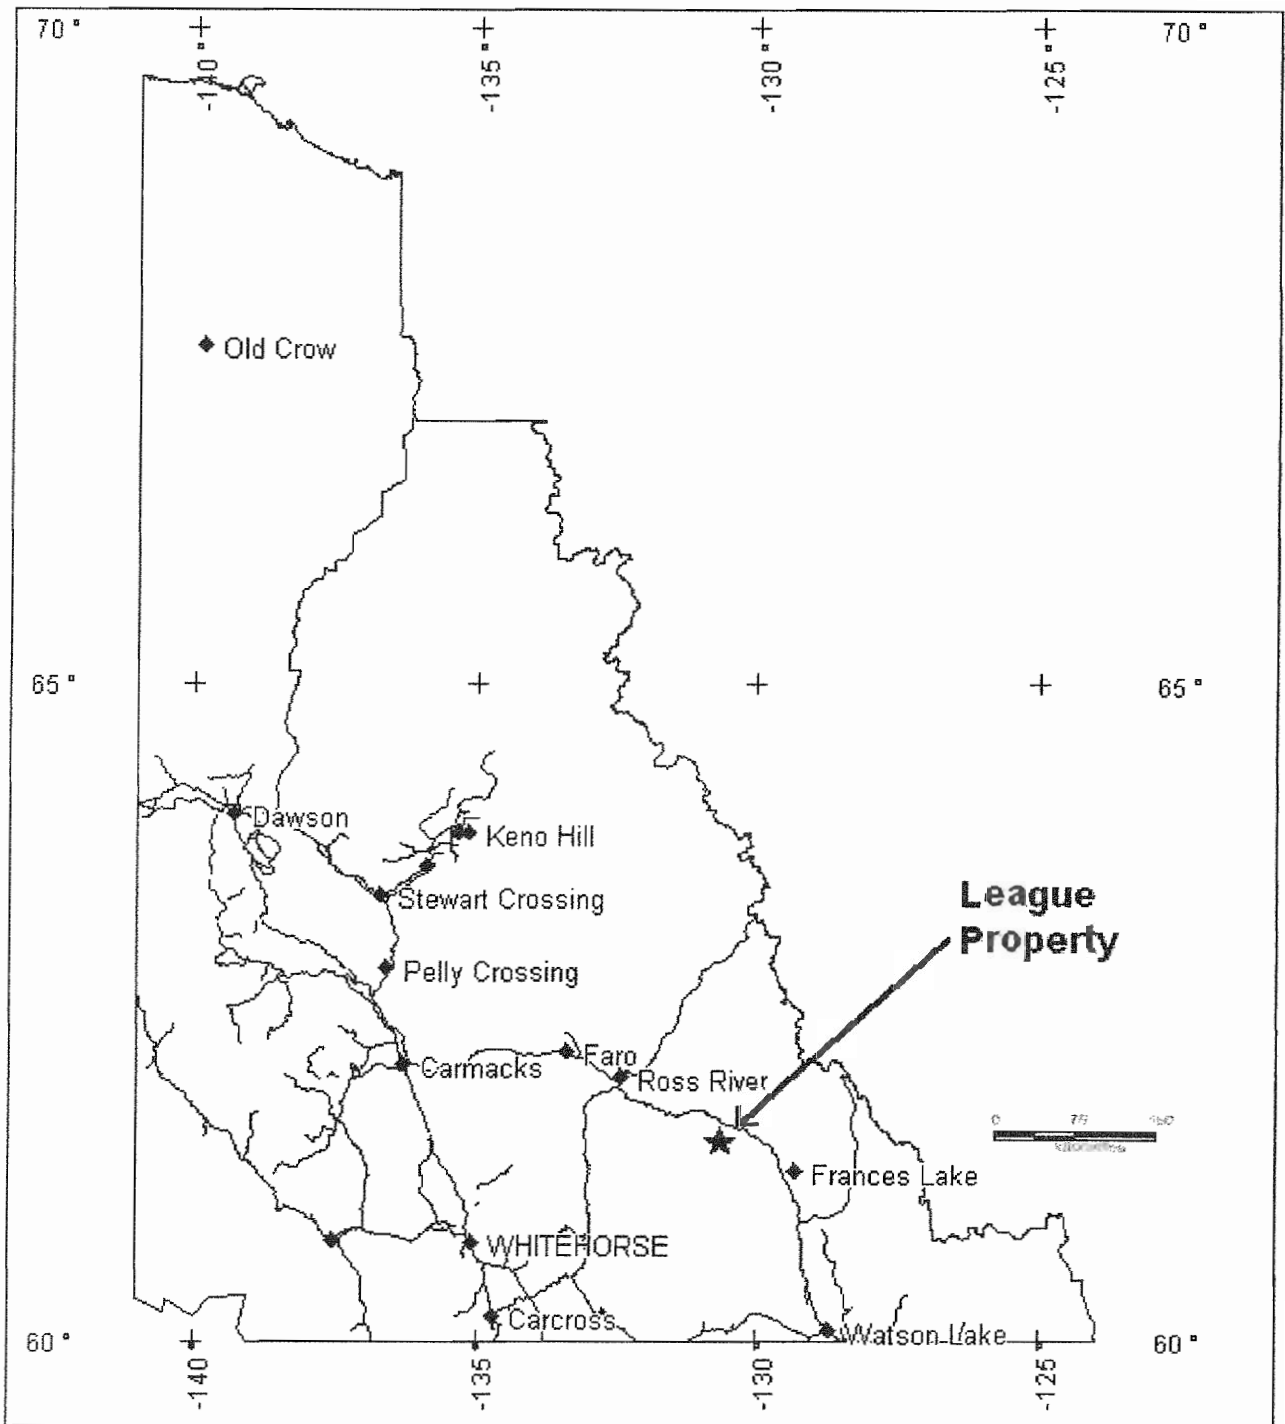 70°
70°
-140°
-135°
-130°
-125°
Old Crow
65°
65°
Dawson
Keno Hill
Stewart Crossing
League
Property
Pelly Crossing
Faro
Carmacks
Ross River
0 75 150
kilometres
Frances Lake
WHITEHORSE
Carcross
Watson Lake
60°
60°
-140
-135
-130
-125